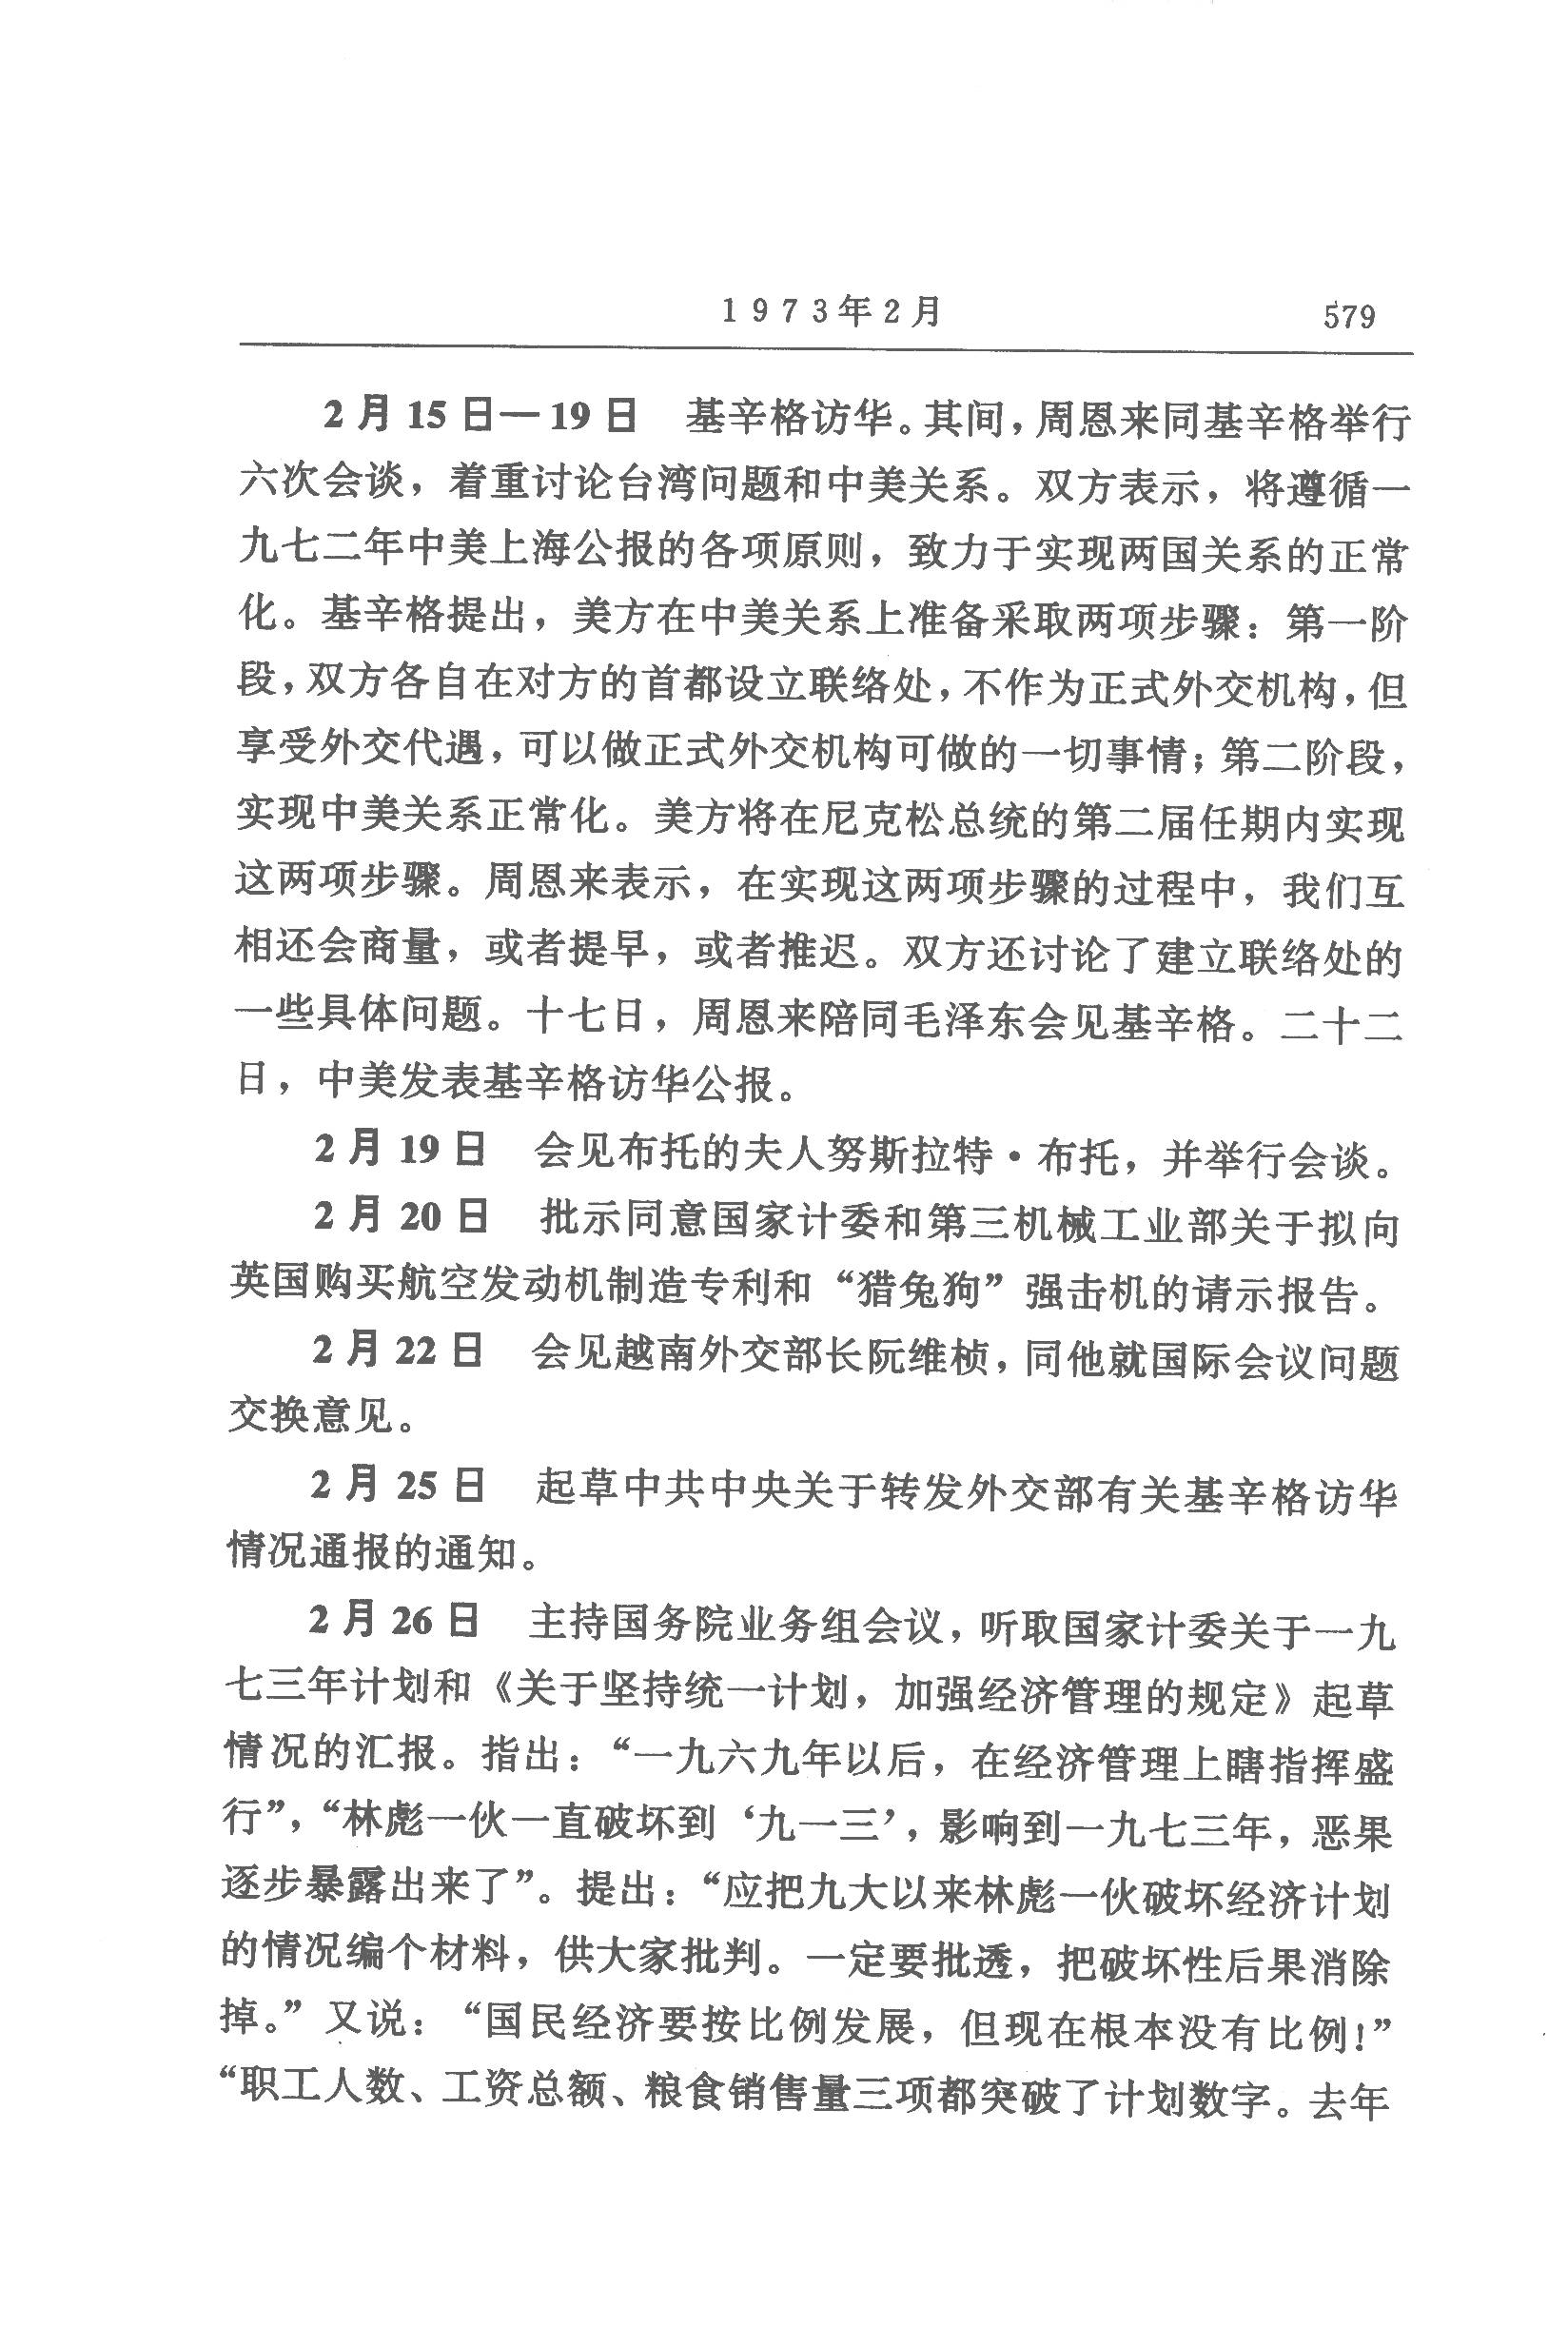 1973年2月 579
2月15日—19日 基辛格访华。其间，周恩来同基辛格举行
六次会谈，着重讨论台湾问题和中美关系。双方表示，将遵循一
九七二年中美上海公报的各项原则，致力于实现两国关系的正常
化。基辛格提出，美方在中美关系上准备采取两项步骤：第一阶
段，双方各自在对方的首都设立联络处，不作为正式外交机构，但
享受外交代遇，可以做正式外交机构可做的一切事情；第二阶段，
实现中美关系正常化。美方将在尼克松总统的第二届任期内实现
这两项步骤。周恩来表示，在实现这两项步骤的过程中，我们互
相还会商量，或者提早，或者推迟。双方还讨论了建立联络处的
一些具体问题。十七日，周恩来陪同毛泽东会见基辛格。二十二
日，中美发表基辛格访华公报。
2月19日 会见布托的夫人努斯拉特·布托，并举行会谈。
2月20日 批示同意国家计委和第三机械工业部关于拟向
英国购买航空发动机制造专利和“猎兔狗”强击机的请示报告。
2月22日 会见越南外交部长阮维桢，同他就国际会议问题
交换意见。
2月25日 起草中共中央关于转发外交部有关基辛格访华
情况通报的通知。
2月26日 主持国务院业务组会议，听取国家计委关于一九
七三年计划和《关于坚持统一计划，加强经济管理的规定》起草
情况的汇报。指出：“一九六九年以后，在经济管理上瞎指挥盛
行”，“林彪一伙一直破坏到‘九一三’，影响到一九七三年，恶果
逐步暴露出来了”。提出：“应把九大以来林彪一伙破坏经济计划
的情况编个材料，供大家批判。一定要批透，把破坏性后果消除
掉。”又说：“国民经济要按比例发展，但现在根本没有比例！”
“职工人数、工资总额、粮食销售量三项都突破了计划数字。去年